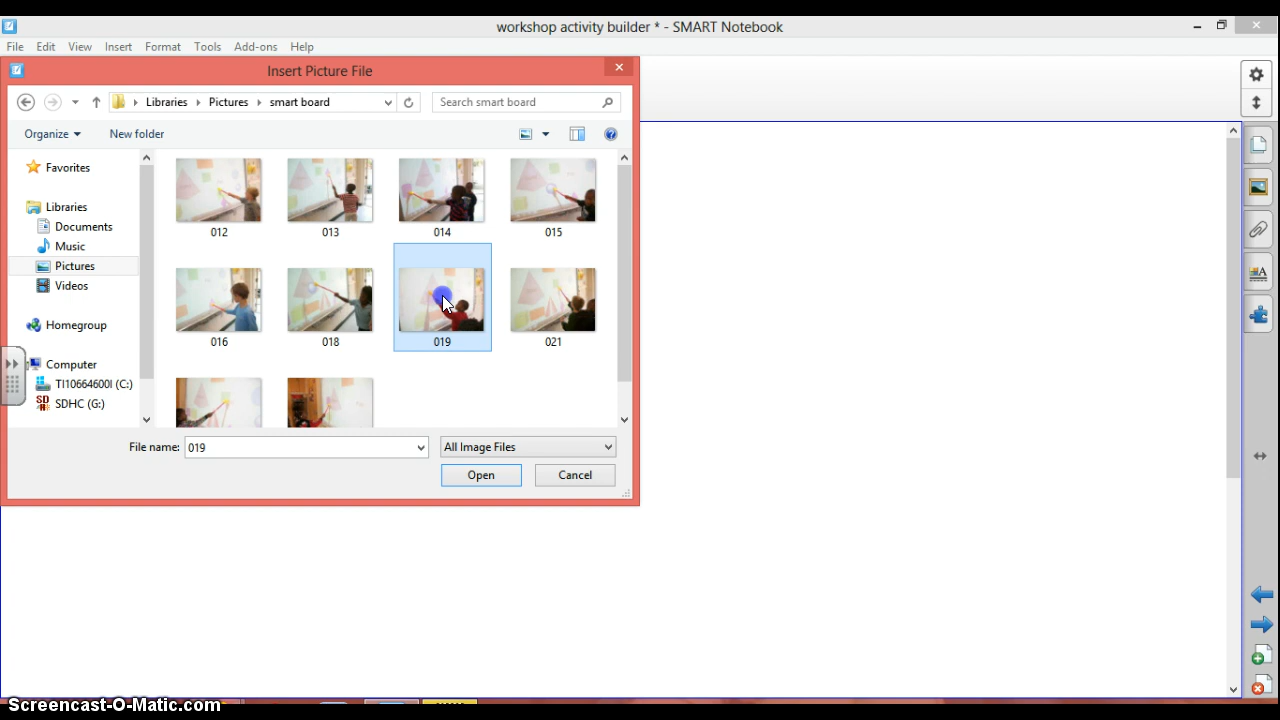 workshop activity builder * - SMART Notebook
File Edit View Insert Format Tools Add-ons Help
Insert Picture File
Libraries Pictures smart board
Search smart board
Organize New folder
Favorites
Libraries
Documents
Music
Pictures
Videos
Homegroup
Computer
TI10664600I (C:)
SDHC (G:)
012 013 014 015
016 018 019 021
File name: 019
All Image Files
Open Cancel
Screencast-O-Matic.com